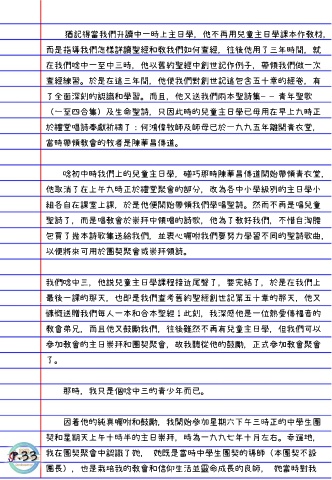 猶記得當我們升讀中一時上主日學，他不再用兒童主日學課本作教材，
而是指導我們怎樣詳讀聖經和教我們如何查經，往後他用了三年時間，就
在我們唸中一至中三時，他以舊約聖經中創世記作例子，帶領我們做一次
查經練習。於是在這三年間，他使我們對創世記這包含五十章的經卷，有
了全面深刻的認識和學習。而且，他又送我們兩本聖詩集--青年聖歌
（一至四合集）及生命聖詩，只因此時的兒童主日學已毋用在早上九時正
於禮堂唱詩奉獻祈禱了；何鴻偉牧師及師母已於一九九五年離開青衣堂，
當時帶領教會的牧者是陳華昌傳道。
唸初中時我們上的兒童主日學，碰巧那時陳華昌傳道開始帶領青衣堂，
他取消了在上午九時正於禮堂聚會的部分，改為各中小學級別的主日學小
組各自在課室上課，於是他便開始帶領我們學唱聖詩。然而不再是唱兒童
聖詩了，而是唱教會於崇拜中領唱的詩歌，他為了教好我們，不惜自掏腰
包買了幾本詩歌集送給我們，並衷心囑咐我們要努力學習不同的聖詩歌曲，
以便將來可用於團契聚會或崇拜領詩。
我們唸中三，他說兒童主日學課程接近尾聲了，要完結了，於是在我們上
最後一課的那天，也即是我們查考舊約聖經創世記第五十章的那天，他又
慷慨送贈我們每人一本和合本聖經！此刻，我深感他是一位熱愛傳福音的
教會弟兄，而且他又鼓勵我們，往後雖然不再有兒童主日學，但我們可以
參加教會的主日崇拜和團契聚會，故我聽從他的鼓勵，正式參加教會聚會
了。
那時，我只是個唸中三的青少年而已。
因着他的純真囑咐和鼓勵，我開始參加星期六下午三時正的中學生團
契和星期天上午十時半的主日崇拜，時為一九九七年十月左右。幸運地，
我在團契聚會中認識了她，她既是當時中學生團契的導師（本團契不設
團長），也是栽培我的教會和信仰生活並靈命成長的良師，她當時對我
P.33